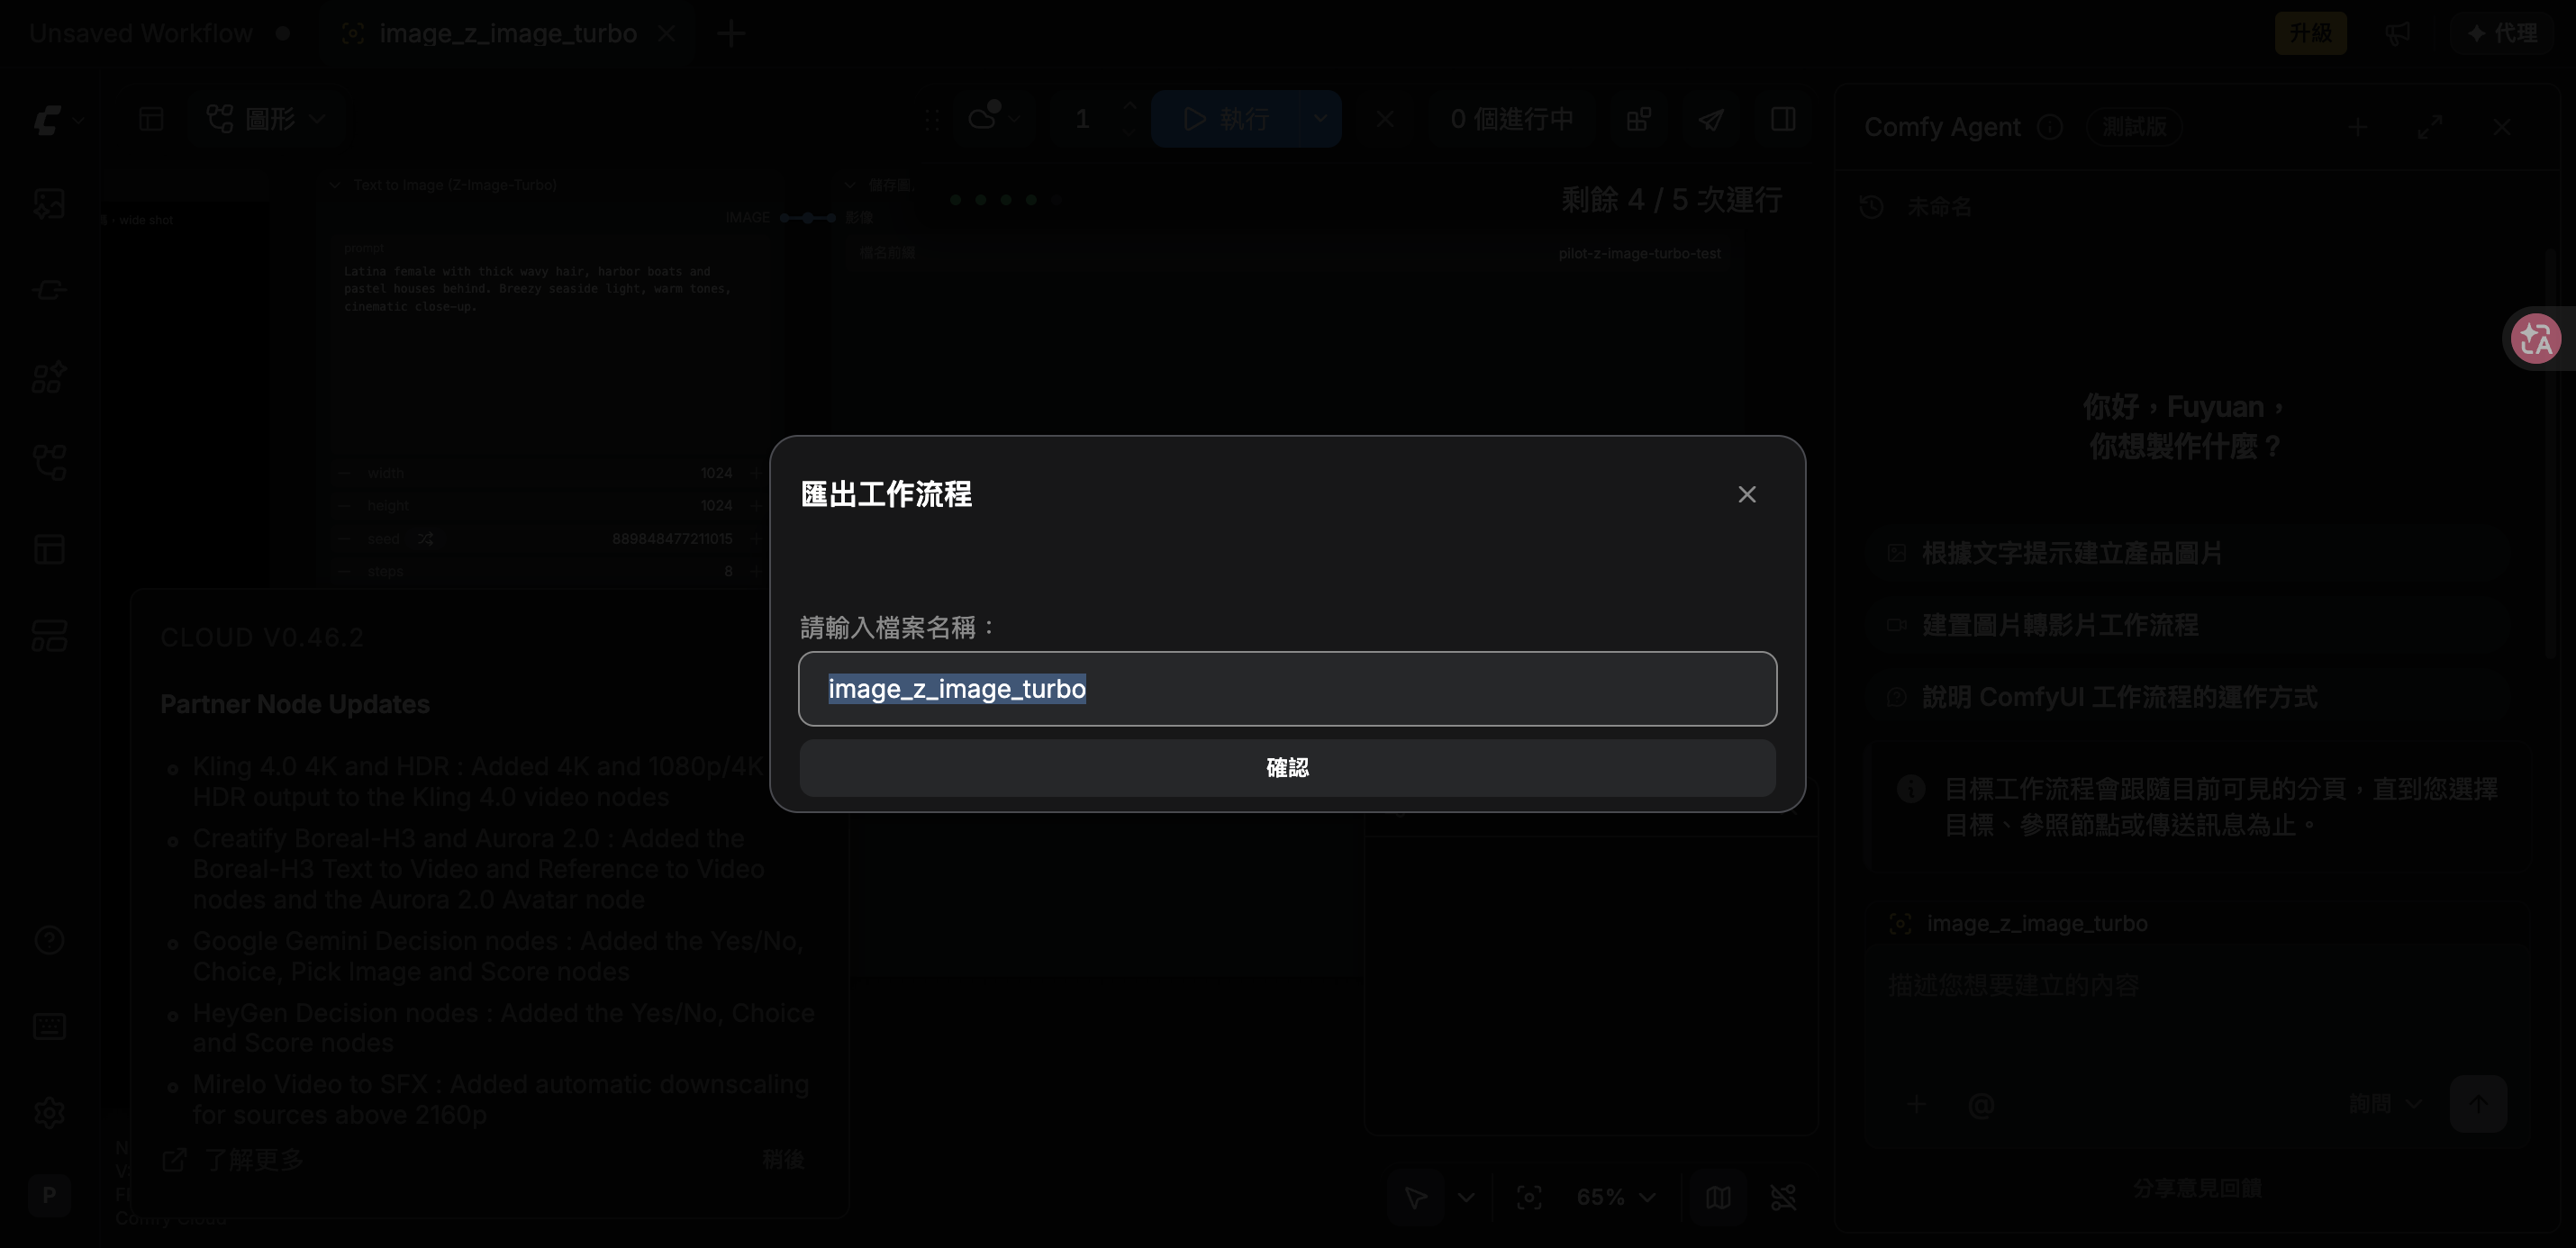 Unsaved Workflow
image_z_image_turbo
升級
代理
圖形
1
執行
0 個進行中
Text to Image (Z-Image-Turbo)
儲存圖
剩餘 4 / 5 次運行
- wide shot
IMAGE
影像
prompt
檔名前綴
pilot-z-image-turbo-test
Latina female with thick wavy hair, harbor boats and
pastel houses behind. Breezy seaside light, warm tones,
cinematic close-up.
width
1024
height
1024
seed
889848477211015
steps
8
匯出工作流程
請輸入檔案名稱：
image_z_image_turbo
確認
CLOUD V0.46.2
Partner Node Updates
Kling 4.0 4K and HDR : Added 4K and 1080p/4K
HDR output to the Kling 4.0 video nodes
Creatify Boreal-H3 and Aurora 2.0 : Added the
Boreal-H3 Text to Video and Reference to Video
nodes and the Aurora 2.0 Avatar node
Google Gemini Decision nodes : Added the Yes/No,
Choice, Pick Image and Score nodes
HeyGen Decision nodes : Added the Yes/No, Choice
and Score nodes
Mirelo Video to SFX : Added automatic downscaling
for sources above 2160p
了解更多
稍後
P
Comfy Cloud
65%
Comfy Agent
測試版
未命名
你好，Fuyuan，
你想製作什麼？
根據文字提示建立產品圖片
建置圖片轉影片工作流程
說明 ComfyUI 工作流程的運作方式
目標工作流程會跟隨目前可見的分頁，直到您選擇
目標、參照節點或傳送訊息為止。
image_z_image_turbo
描述您想要建立的內容
@
詢問
分享意見回饋